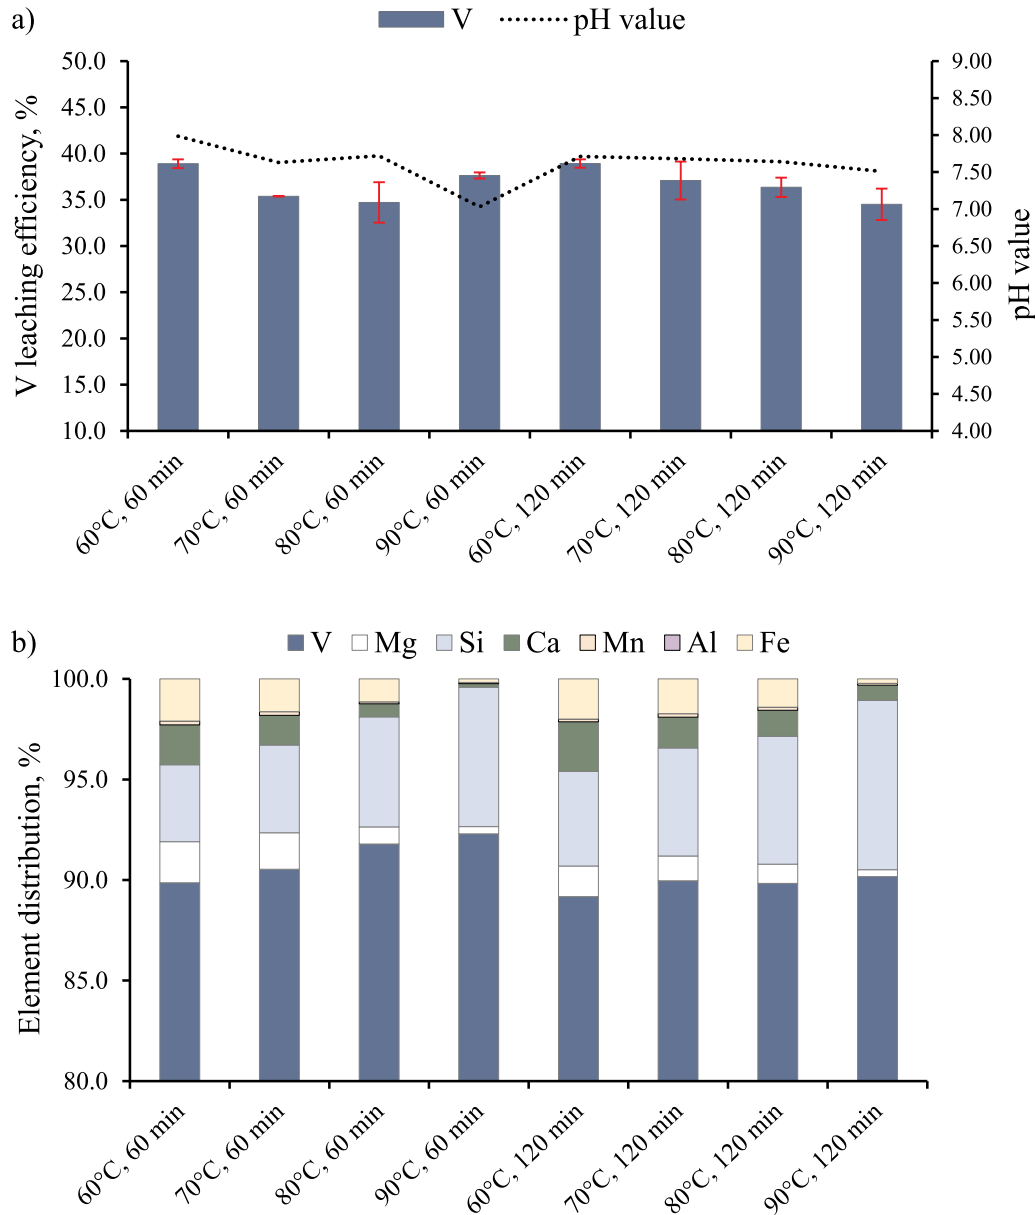 a)
V pH value
50.0
45.0
40.0
35.0
30.0
25.0
20.0
15.0
10.0
V leaching efficiency, %
9.00
8.50
8.00
7.50
7.00
6.50
6.00
5.50
5.00
4.50
4.00
pH value
60°C, 60 min
70°C, 60 min
80°C, 60 min
90°C, 60 min
60°C, 120 min
70°C, 120 min
80°C, 120 min
90°C, 120 min
b)
V Mg Si Ca Mn Al Fe
100.0
95.0
90.0
85.0
80.0
Element distribution, %
60°C, 60 min
70°C, 60 min
80°C, 60 min
90°C, 60 min
60°C, 120 min
70°C, 120 min
80°C, 120 min
90°C, 120 min